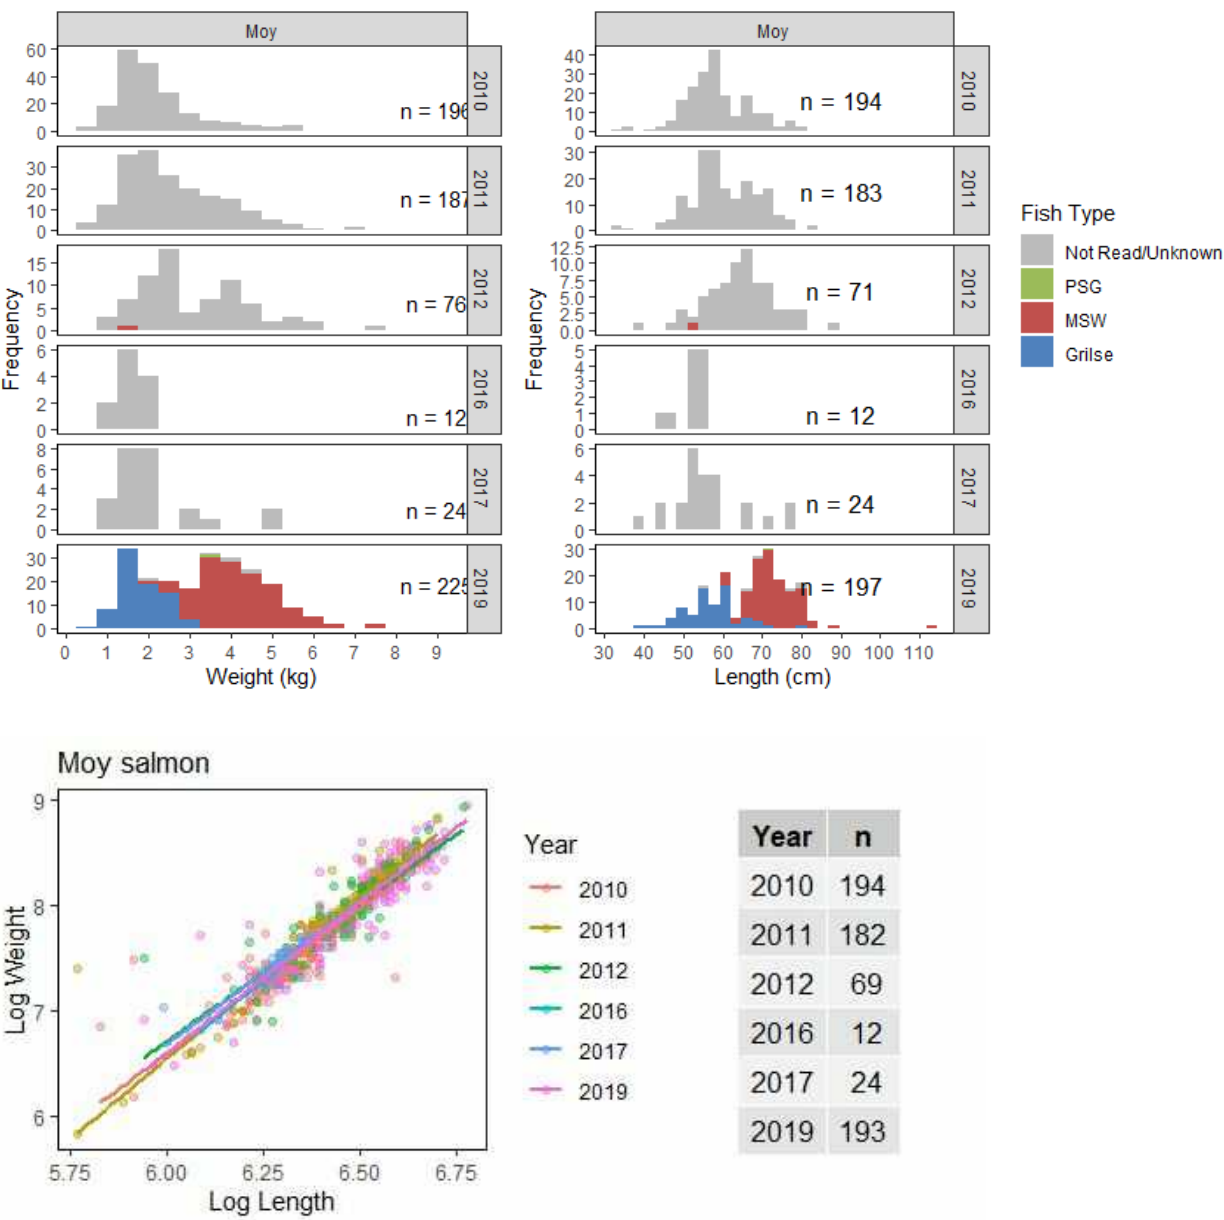 Moy
Frequency
60
40
20
0
n = 196
2010
30
20
10
0
n = 187
2011
15
10
5
0
n = 76
2012
6
4
2
0
n = 12
2016
8
6
4
2
0
n = 24
2017
30
20
10
0
n = 225
2019
0 1 2 3 4 5 6 7 8 9
Weight (kg)
Moy
Frequency
40
30
20
10
0
n = 194
2010
30
20
10
0
n = 183
2011
12.5
10.0
7.5
5.0
2.5
0.0
n = 71
2012
5
4
3
2
1
0
n = 12
2016
6
4
2
0
n = 24
2017
30
20
10
0
n = 197
2019
30 40 50 60 70 80 90 100 110
Length (cm)
Fish Type
Not Read/Unknown
PSG
MSW
Grilse
Moy salmon
Log Weight
9
8
7
6
5.75 6.00 6.25 6.50 6.75
Log Length
Year
2010
2011
2012
2016
2017
2019
Year n
2010 194
2011 182
2012 69
2016 12
2017 24
2019 193